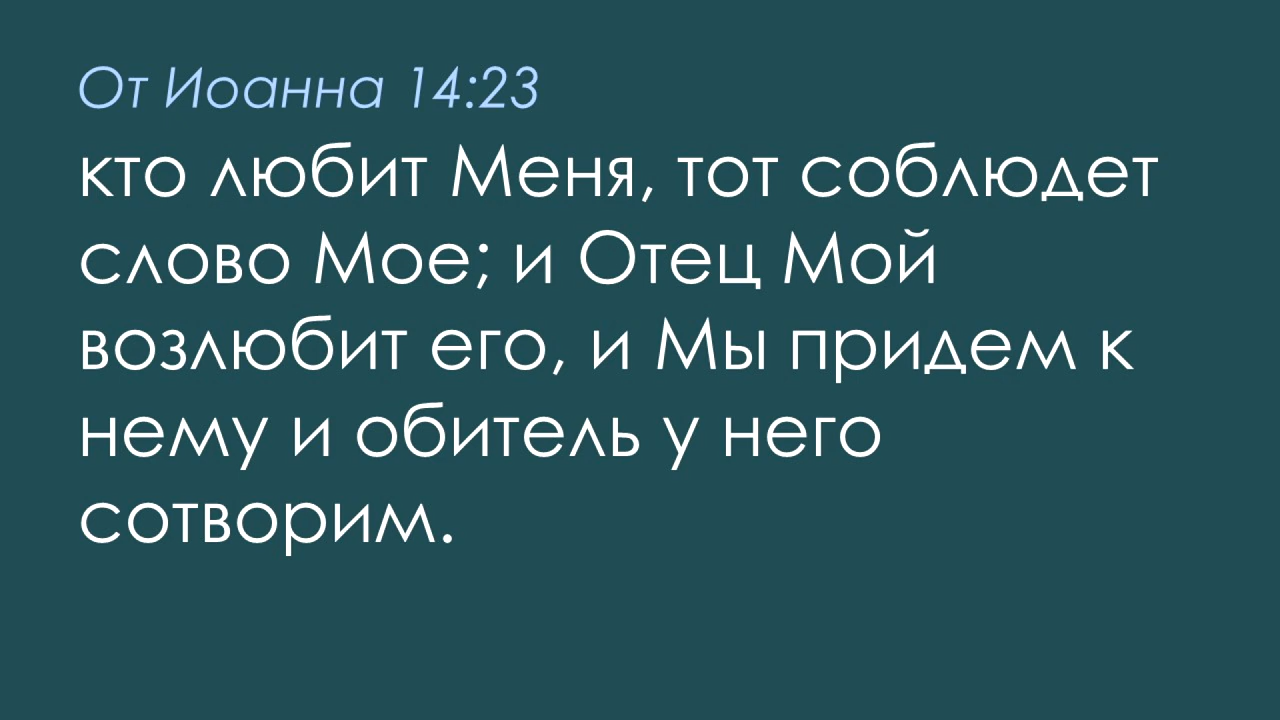 От Иоанна 14:23
кто любит Меня, тот соблюдет
слово Мое; и Отец Мой
возлюбит его, и Мы придем к
нему и обитель у него
сотворим.